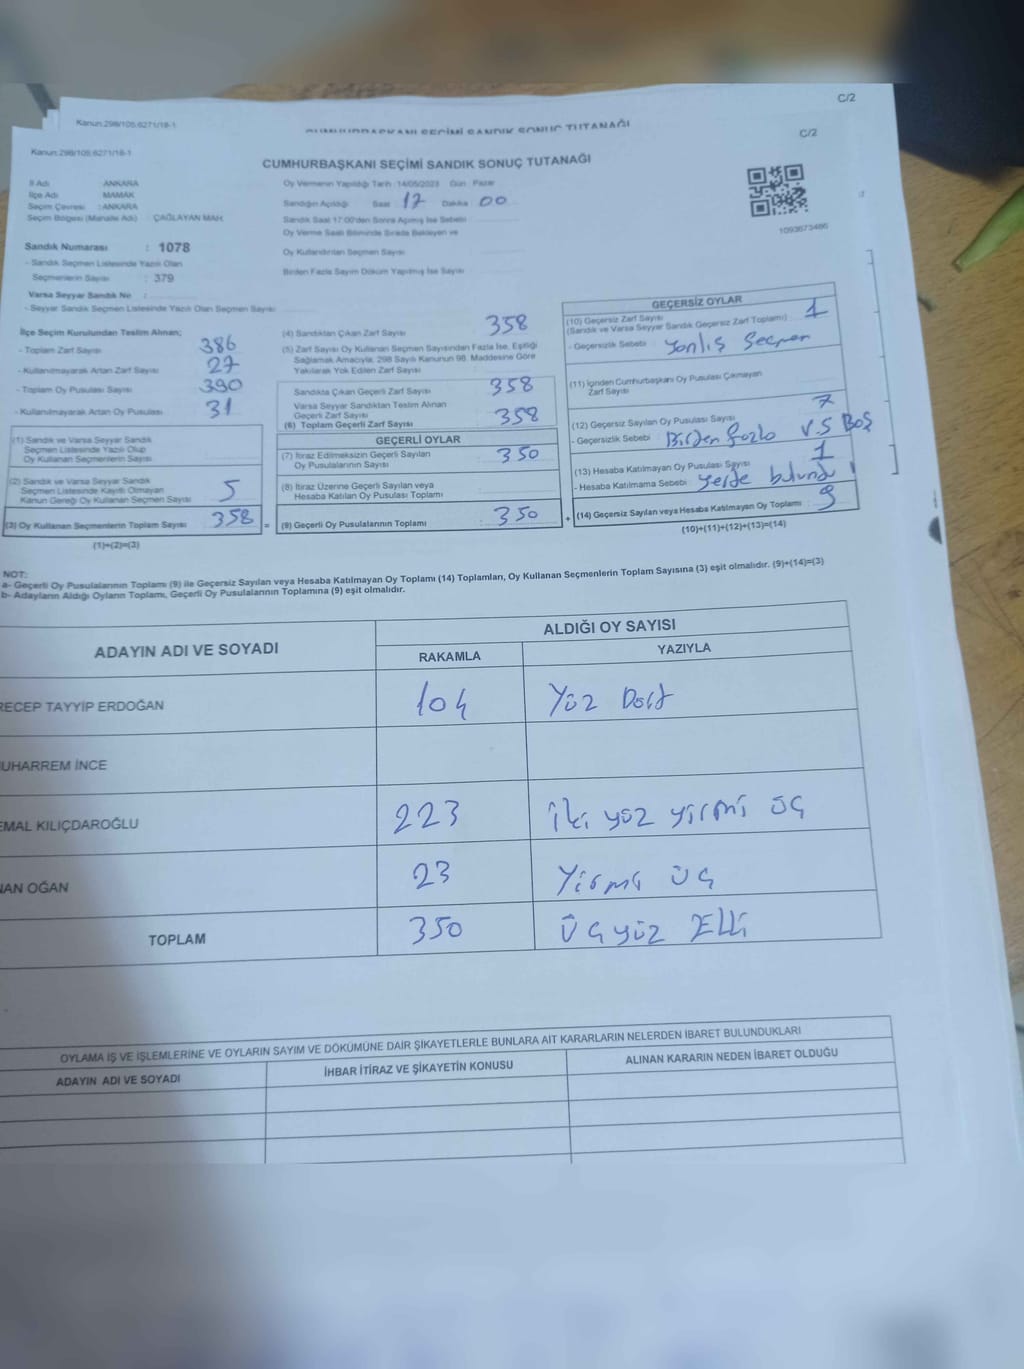 C/2
Kanun:298/105,6271/18-1
CUMHURBAŞKANI SEÇİMİ SANDIK SONUÇ TUTANAĞI
C/2
Kanun:298/105,6271/18-1
CUMHURBAŞKANI SEÇİMİ SANDIK SONUÇ TUTANAĞI
İl Adı : ANKARA
İlçe Adı : MAMAK
Seçim Çevresi : ANKARA
Seçim Bölgesi (Mahalle Adı) : ÇAĞLAYAN MAH.
Oy Vermenin Yapıldığı Tarih :14/05/2023 Gün : Pazar
Sandığın Açıldığı Saat : 17 Dakika : 00
Sandık Saat 17:00'den Sonra Açılmış İse Sebebi
Oy Verme Saati Bitiminde Sırada Bekleyen ve
Oy Kullandırılan Seçmen Sayısı
Birden Fazla Sayım Döküm Yapılmış İse Sayısı
1093673486
Sandık Numarası : 1078
- Sandık Seçmen Listesinde Yazılı Olan
Seçmenlerin Sayısı : 379
Varsa Seyyar Sandık No :
- Seyyar Sandık Seçmen Listesinde Yazılı Olan Seçmen Sayısı
İlçe Seçim Kurulundan Teslim Alınan;
- Toplam Zarf Sayısı 386
- Kullanılmayarak Artan Zarf Sayısı 27
- Toplam Oy Pusulası Sayısı 390
- Kullanılmayarak Artan Oy Pusulası 31
(1) Sandık ve Varsa Seyyar Sandık
Seçmen Listesinde Yazılı Olup
Oy Kullanan Seçmenlerin Sayısı
(2) Sandık ve Varsa Seyyar Sandık
Seçmen Listesinde Kayıtlı Olmayan
Kanun Gereği Oy Kullanan Seçmen Sayısı 5
(3) Oy Kullanan Seçmenlerin Toplam Sayısı 358 =
(1)+(2)=(3)
(4) Sandıktan Çıkan Zarf Sayısı 358
(5) Zarf Sayısı Oy Kullanan Seçmen Sayısından Fazla İse, Eşitliği
Sağlamak Amacıyla, 298 Sayılı Kanunun 98. Maddesine Göre
Yakılarak Yok Edilen Zarf Sayısı
Sandıkta Çıkan Geçerli Zarf Sayısı 358
Varsa Seyyar Sandıktan Teslim Alınan
Geçerli Zarf Sayısı
(6) Toplam Geçerli Zarf Sayısı 358
GEÇERLİ OYLAR
(7) İtiraz Edilmeksizin Geçerli Sayılan
Oy Pusulalarının Sayısı 350
(8) İtiraz Üzerine Geçerli Sayılan veya
Hesaba Katılan Oy Pusulası Toplamı
(9) Geçerli Oy Pusulalarının Toplamı : 350 +
GEÇERSİZ OYLAR
(10) Geçersiz Zarf Sayısı
(Sandık ve Varsa Seyyar Sandık Geçersiz Zarf Toplamı) : 1
- Geçersizlik Sebebi : Yanlış Seçmen
(11) İçinden Cumhurbaşkanı Oy Pusulası Çıkmayan
Zarf Sayısı
(12) Geçersiz Sayılan Oy Pusulası Sayısı 7
- Geçersizlik Sebebi : Birden fazla V.S BOŞ
(13) Hesaba Katılmayan Oy Pusulası Sayısı 1
- Hesaba Katılmama Sebebi : yerde bulundu
(14) Geçersiz Sayılan veya Hesaba Katılmayan Oy Toplamı : 9
(10)+(11)+(12)+(13)=(14)
NOT:
a- Geçerli Oy Pusulalarının Toplamı (9) ile Geçersiz Sayılan veya Hesaba Katılmayan Oy Toplamı (14) Toplamları, Oy Kullanan Seçmenlerin Toplam Sayısına (3) eşit olmalıdır. (9)+(14)=(3)
b- Adayların Aldığı Oyların Toplamı, Geçerli Oy Pusulalarının Toplamına (9) eşit olmalıdır.
ADAYIN ADI VE SOYADI
ALDIĞI OY SAYISI
RAKAMLA
YAZIYLA
RECEP TAYYİP ERDOĞAN 104 Yüz Dört
UHARREM İNCE
EMAL KILIÇDAROĞLU 223 iki yüz yirmi üç
NAN OĞAN 23 Yirmi üç
TOPLAM 350 üçyüz Elli
OYLAMA İŞ VE İŞLEMLERİNE VE OYLARIN SAYIM VE DÖKÜMÜNE DAİR ŞİKAYETLERLE BUNLARA AİT KARARLARIN NELERDEN İBARET BULUNDUKLARI
ADAYIN ADI VE SOYADI
İHBAR İTİRAZ VE ŞİKAYETİN KONUSU
ALINAN KARARIN NEDEN İBARET OLDUĞU